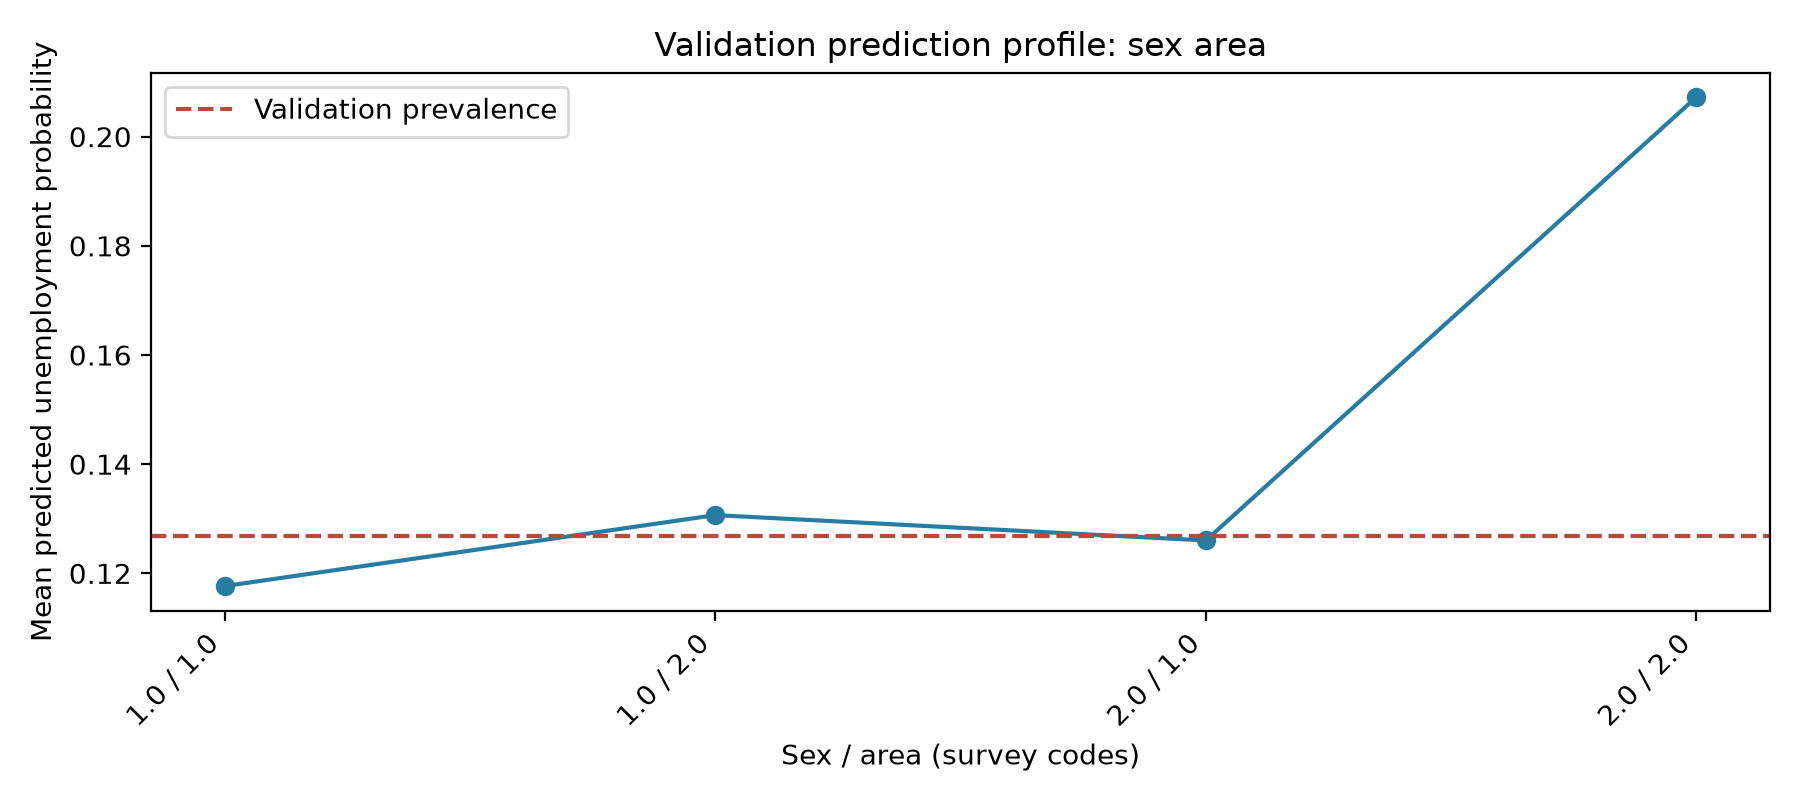 Validation prediction profile: sex area
Validation prevalence
Mean predicted unemployment probability
0.20
0.18
0.16
0.14
0.12
1.0 / 1.0
1.0 / 2.0
2.0 / 1.0
2.0 / 2.0
Sex / area (survey codes)